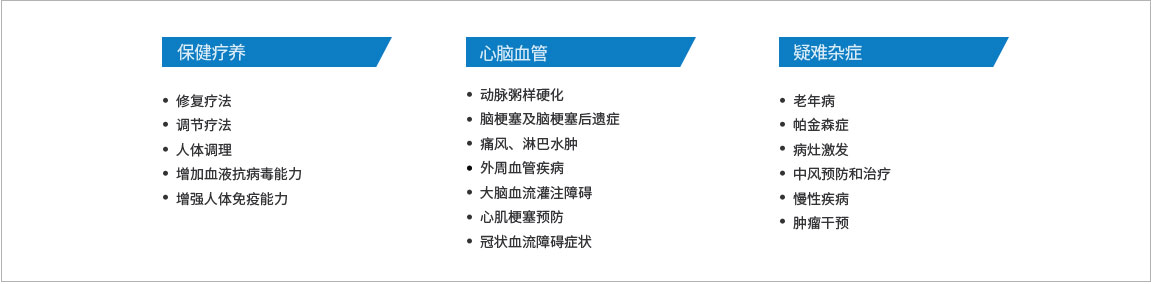 保健疗养
修复疗法
调节疗法
人体调理
增加血液抗病毒能力
增强人体免疫能力
心脑血管
动脉粥样硬化
脑梗塞及脑梗塞后遗症
痛风、淋巴水肿
外周血管疾病
大脑血流灌注障碍
心肌梗塞预防
冠状血流障碍症状
疑难杂症
老年病
帕金森症
病灶激发
中风预防和治疗
慢性疾病
肿瘤干预